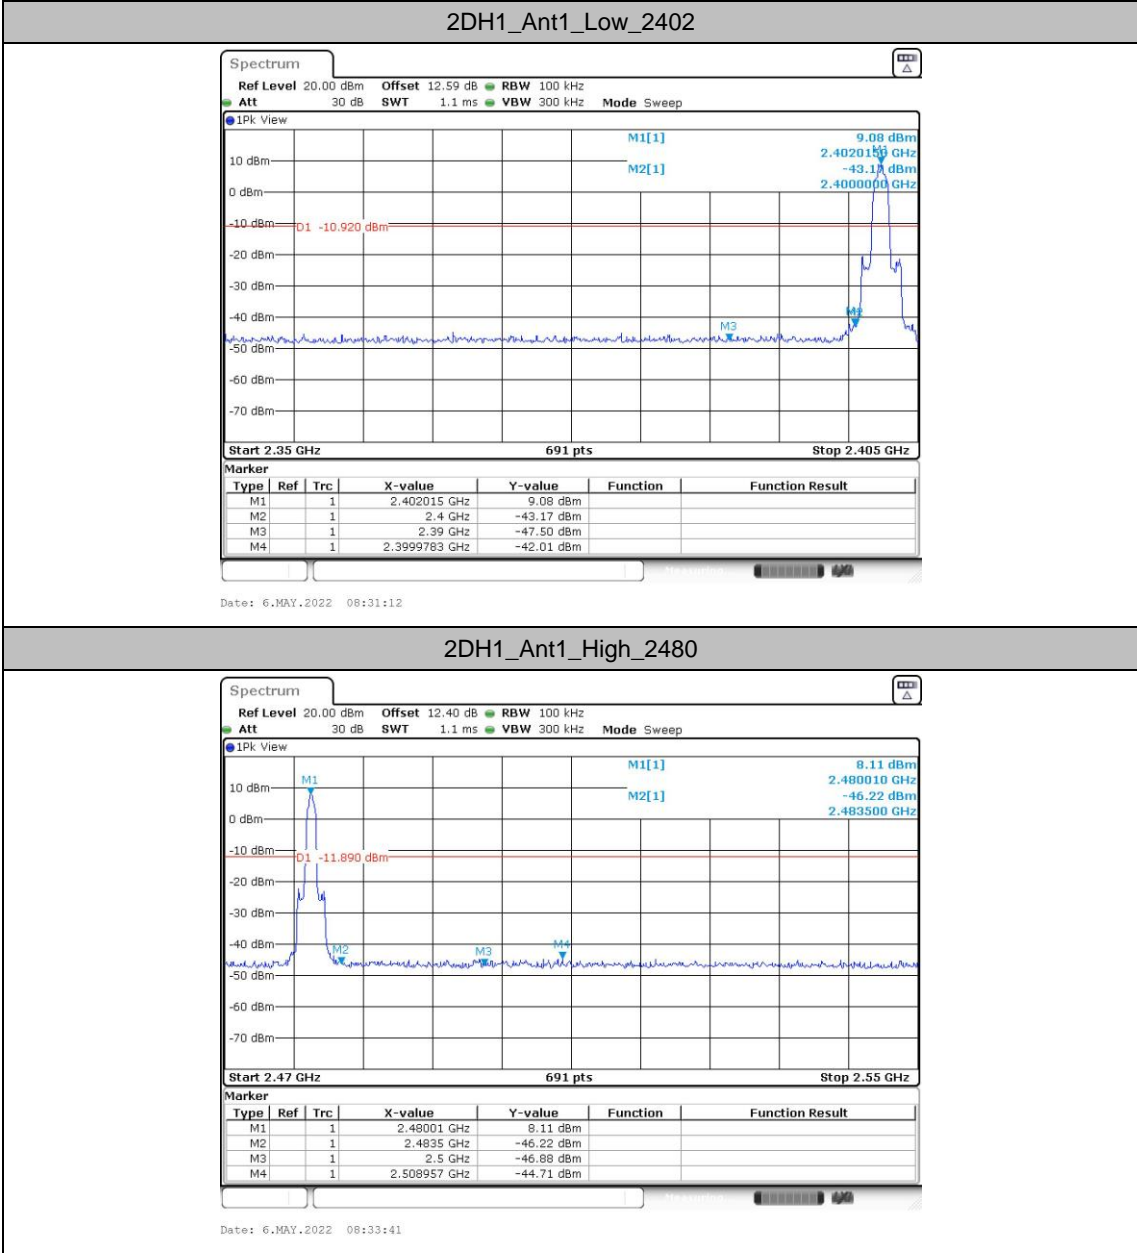 2DH1_Ant1_Low_2402
Spectrum
Ref Level 20.00 dBm Offset 12.59 dB RBW 100 kHz
Att 30 dB SWT 1.1 ms VBW 300 kHz Mode Sweep
1Pk View
M1[1] 9.08 dBm
2.4020150 GHz
M2[1] -43.17 dBm
2.4000000 GHz
M1
10 dBm
0 dBm
-10 dBm
D1 -10.920 dBm
-20 dBm
-30 dBm
-40 dBm
M3
-50 dBm
-60 dBm
-70 dBm
Start 2.35 GHz 691 pts Stop 2.405 GHz
Marker
Type Ref Trc X-value Y-value Function Function Result
M1 1 2.402015 GHz 9.08 dBm
M2 1 2.4 GHz -43.17 dBm
M3 1 2.39 GHz -47.50 dBm
M4 1 2.3999783 GHz -42.01 dBm
Date: 6.MAY.2022 08:31:12
2DH1_Ant1_High_2480
Spectrum
Ref Level 20.00 dBm Offset 12.40 dB RBW 100 kHz
Att 30 dB SWT 1.1 ms VBW 300 kHz Mode Sweep
1Pk View
M1[1] 8.11 dBm
2.480010 GHz
M2[1] -46.22 dBm
2.483500 GHz
M1
10 dBm
0 dBm
-10 dBm
D1 -11.890 dBm
-20 dBm
-30 dBm
-40 dBm
M2 M3 M4
-50 dBm
-60 dBm
-70 dBm
Start 2.47 GHz 691 pts Stop 2.55 GHz
Marker
Type Ref Trc X-value Y-value Function Function Result
M1 1 2.48001 GHz 8.11 dBm
M2 1 2.4835 GHz -46.22 dBm
M3 1 2.5 GHz -46.88 dBm
M4 1 2.508957 GHz -44.71 dBm
Date: 6.MAY.2022 08:33:41